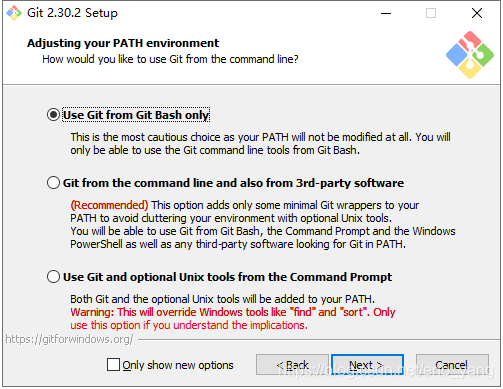 Git 2.30.2 Setup
Adjusting your PATH environment
How would you like to use Git from the command line?
Use Git from Git Bash only
This is the most cautious choice as your PATH will not be modified at all. You will
only be able to use the Git command line tools from Git Bash.
Git from the command line and also from 3rd-party software
(Recommended) This option adds only some minimal Git wrappers to your
PATH to avoid cluttering your environment with optional Unix tools.
You will be able to use Git from Git Bash, the Command Prompt and the Windows
PowerShell as well as any third-party software looking for Git in PATH.
Use Git and optional Unix tools from the Command Prompt
Both Git and the optional Unix tools will be added to your PATH.
Warning: This will override Windows tools like "find" and "sort". Only
use this option if you understand the implications.
https://gitforwindows.org/
Only show new options
< Back
Next >
Cancel